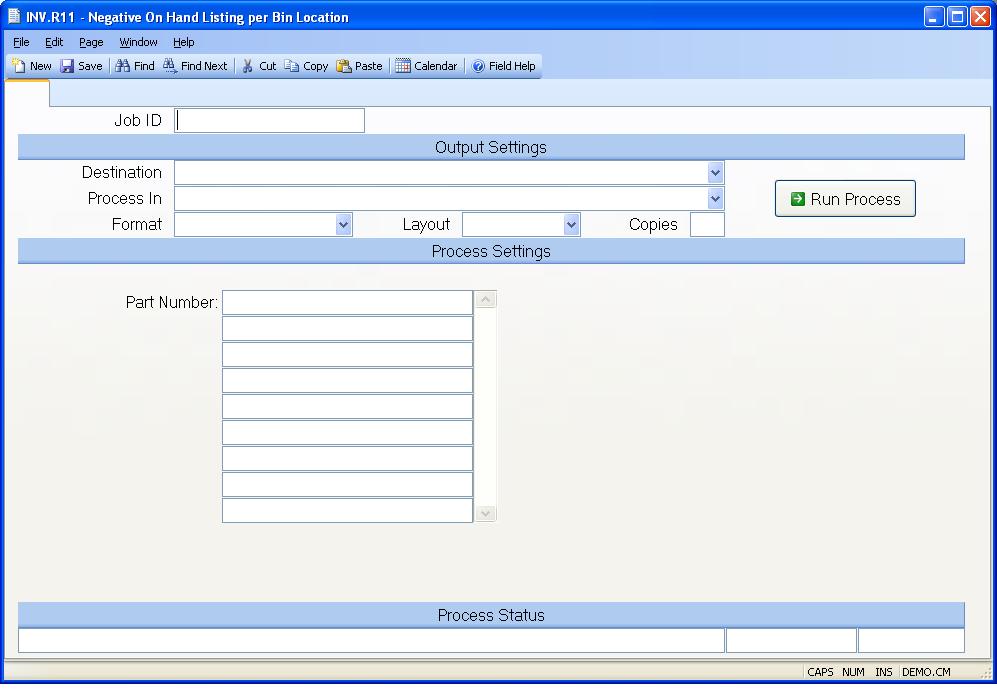 INV.R11 - Negative On Hand Listing per Bin Location
File Edit Page Window Help
New Save Find Find Next Cut Copy Paste Calendar Field Help
Job ID
Output Settings
Destination
Process In
Run Process
Format Layout Copies
Process Settings
Part Number:
Process Status
CAPS NUM INS DEMO.CM